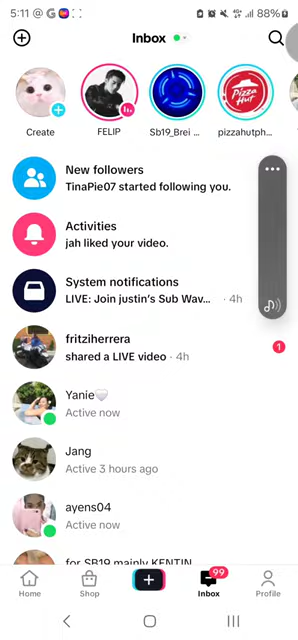 5:11 @ G 88%
Inbox
Create
FELIP
Sb19_Brei ...
pizzahutph...
Pizza Hut
New followers
TinaPie07 started following you.
Activities
jah liked your video.
System notifications
LIVE: Join justin's Sub Wav... · 4h
fritziherrera
shared a LIVE video · 4h
1
Yanie🤍
Active now
Jang
Active 3 hours ago
ayens04
Active now
for SB19 mainly KENTIN
99
Home
Shop
Inbox
Profile